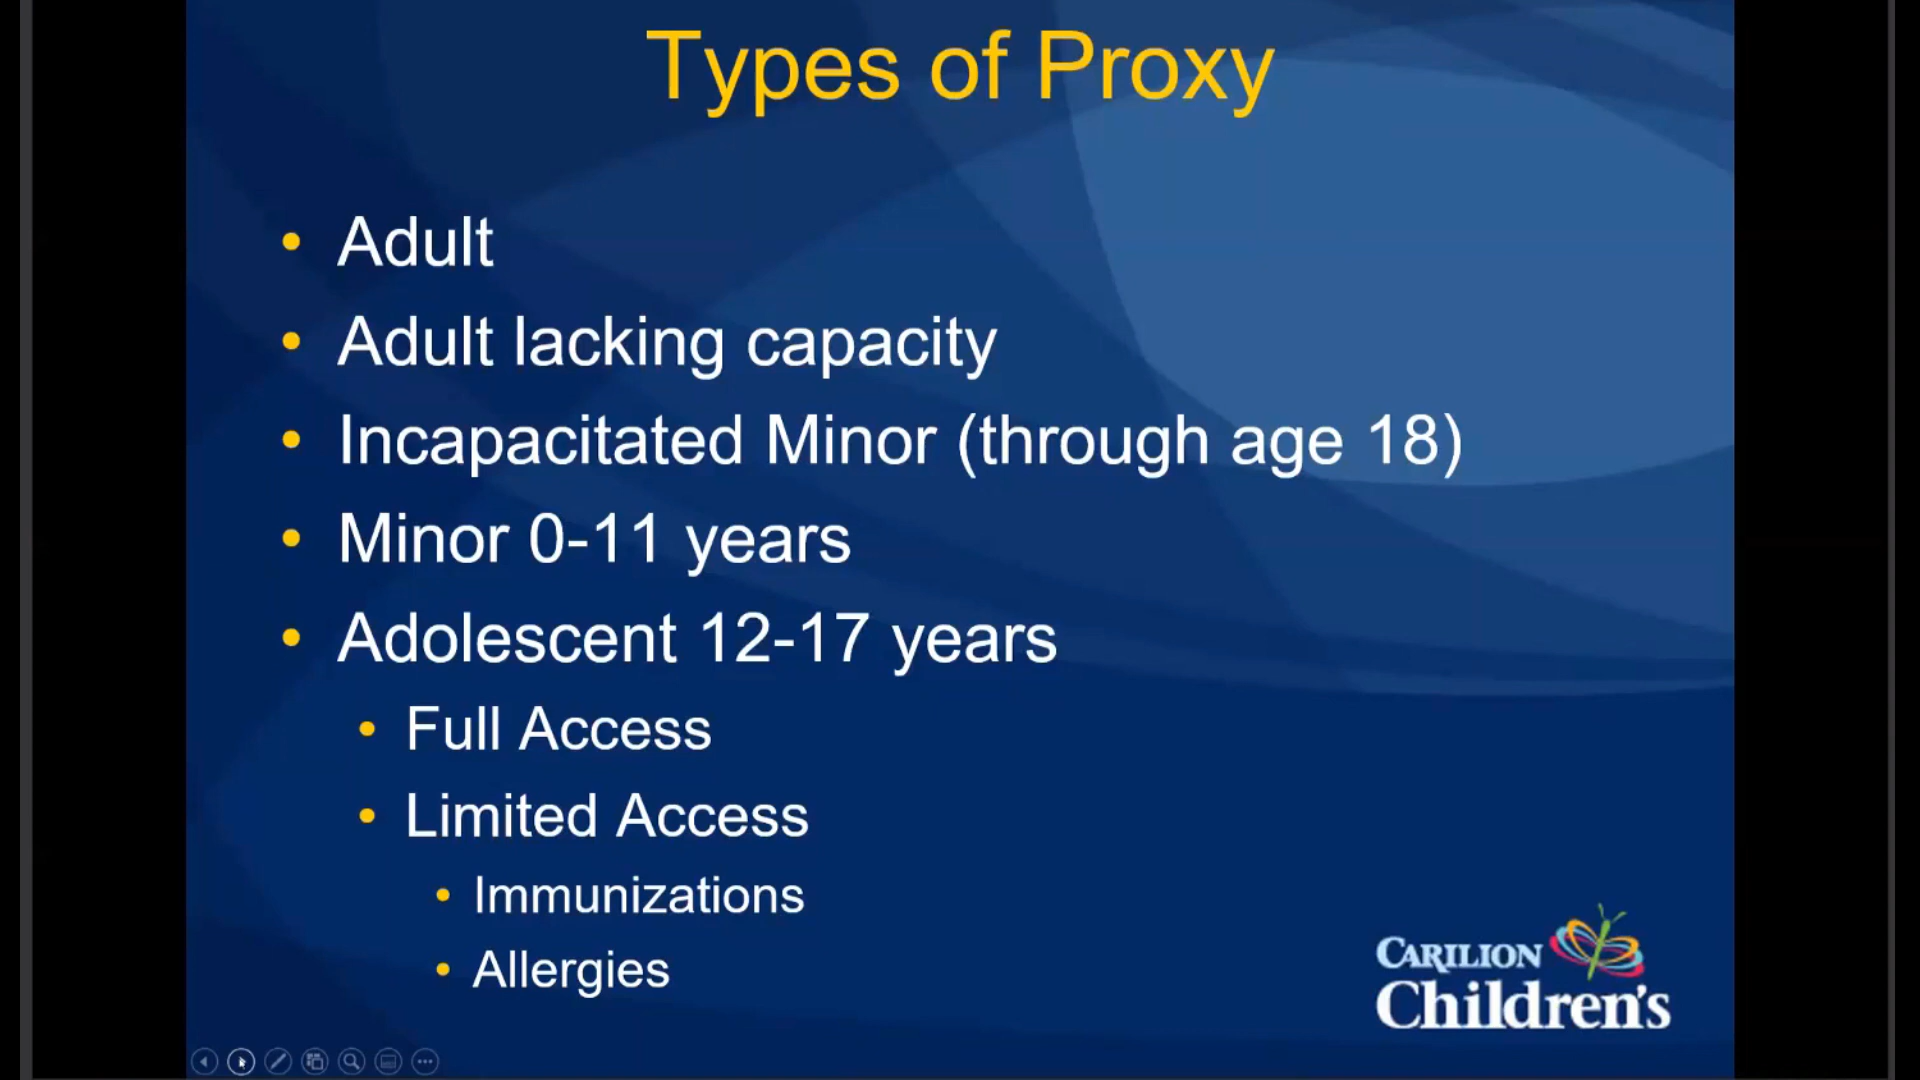 Types of Proxy
• Adult
• Adult lacking capacity
• Incapacitated Minor (through age 18)
• Minor 0-11 years
• Adolescent 12-17 years
• Full Access
• Limited Access
• Immunizations
• Allergies
CARILION
Children's